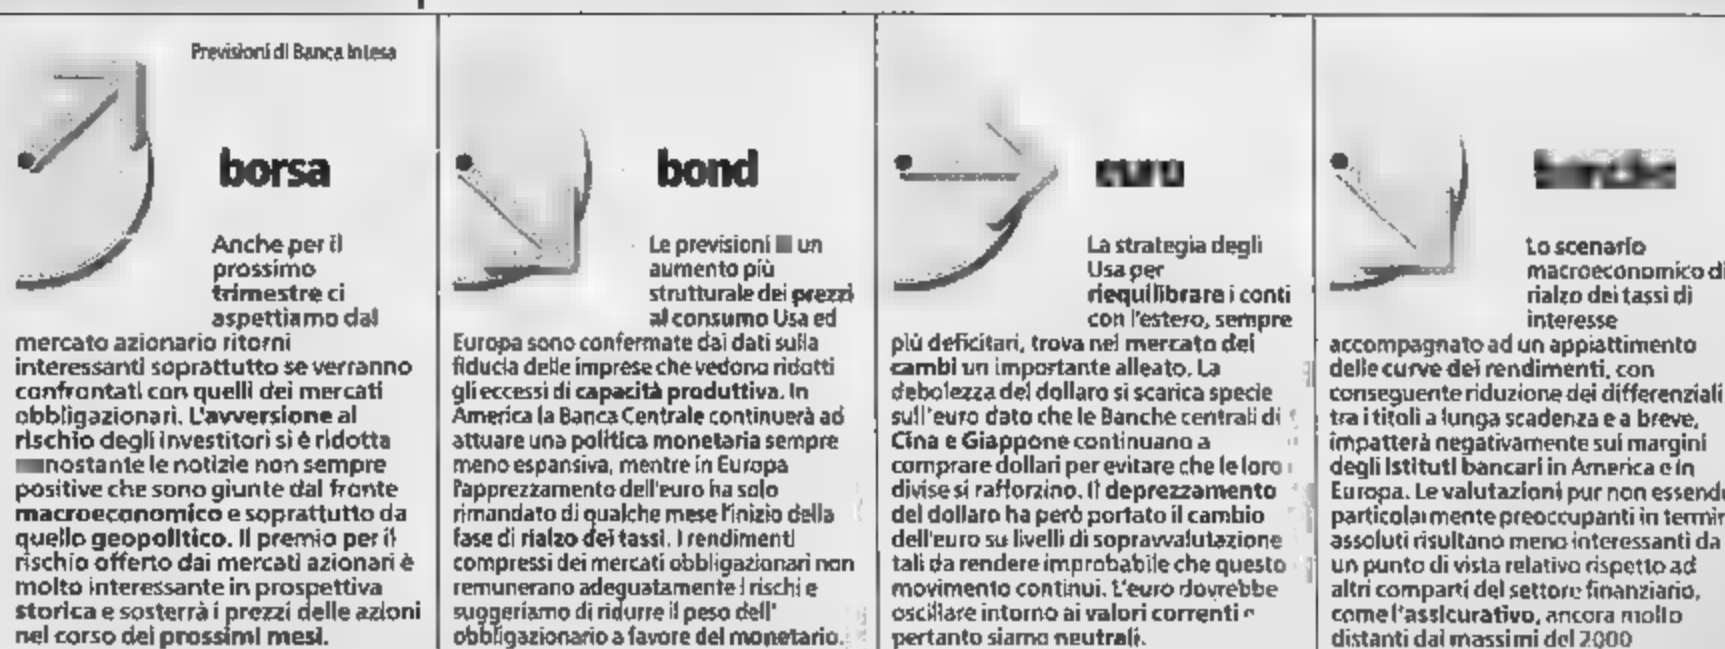 Previsioni di Banca Intesa
borsa
Anche per il
prossimo
trimestre ci
aspettiamo dal
mercato azionario ritorni
interessanti soprattutto se verranno
confrontati con quelli dei mercati
obbligazionari. L'avversione al
rischio degli investitori si è ridotta
nostante le notizie non sempre
positive che sono giunte dal fronte
macroeconomico e soprattutto da
quello geopolitico. Il premio per il
rischio offerto dai mercati azionari è
molto interessante in prospettiva
storica e sosterrà i prezzi delle azioni
nel corso dei prossimi mesi.
bond
Le previsioni un
aumento più
strutturale dei prezzi
al consumo Usa ed
Europa sono confermate dai dati sulla
fiducia delle imprese che vedono ridotti
gli eccessi di capacità produttiva. In
America la Banca Centrale continuerà ad
attuare una politica monetaria sempre
meno espansiva, mentre in Europa
l'apprezzamento dell'euro ha solo
rimandato di qualche mese l'inizio della
fase di rialzo dei tassi. I rendimenti
compressi dei mercati obbligazionari non
remunerano adeguatamente i rischi e
suggeriamo di ridurre il peso dell'
obbligazionario a favore del monetario.
euro
La strategia degli
Usa per
riequilibrare i conti
con l'estero, sempre
più deficitari, trova nel mercato dei
cambi un importante alleato. La
debolezza del dollaro si scarica specie
sull'euro dato che le Banche centrali di
Cina e Giappone continuano a
comprare dollari per evitare che le loro
divise si rafforzino. Il deprezzamento
del dollaro ha però portato il cambio
dell'euro su livelli di sopravvalutazione
tali da rendere improbabile che questo
movimento continui. L'euro dovrebbe
oscillare intorno ai valori correnti e
pertanto siamo neutrali.
Lo scenario
macroeconomico di
rialzo dei tassi di
interesse
accompagnato ad un appiattimento
delle curve dei rendimenti, con
conseguente riduzione dei differenziali
tra i titoli a lunga scadenza e a breve,
impatterà negativamente sui margini
degli Istituti bancari in America e in
Europa. Le valutazioni pur non essendo
particolarmente preoccupanti in termin
assoluti risultano meno interessanti da
un punto di vista relativo rispetto ad
altri comparti del settore finanziario,
come l'assicurativo, ancora molto
distanti dai massimi del 2000